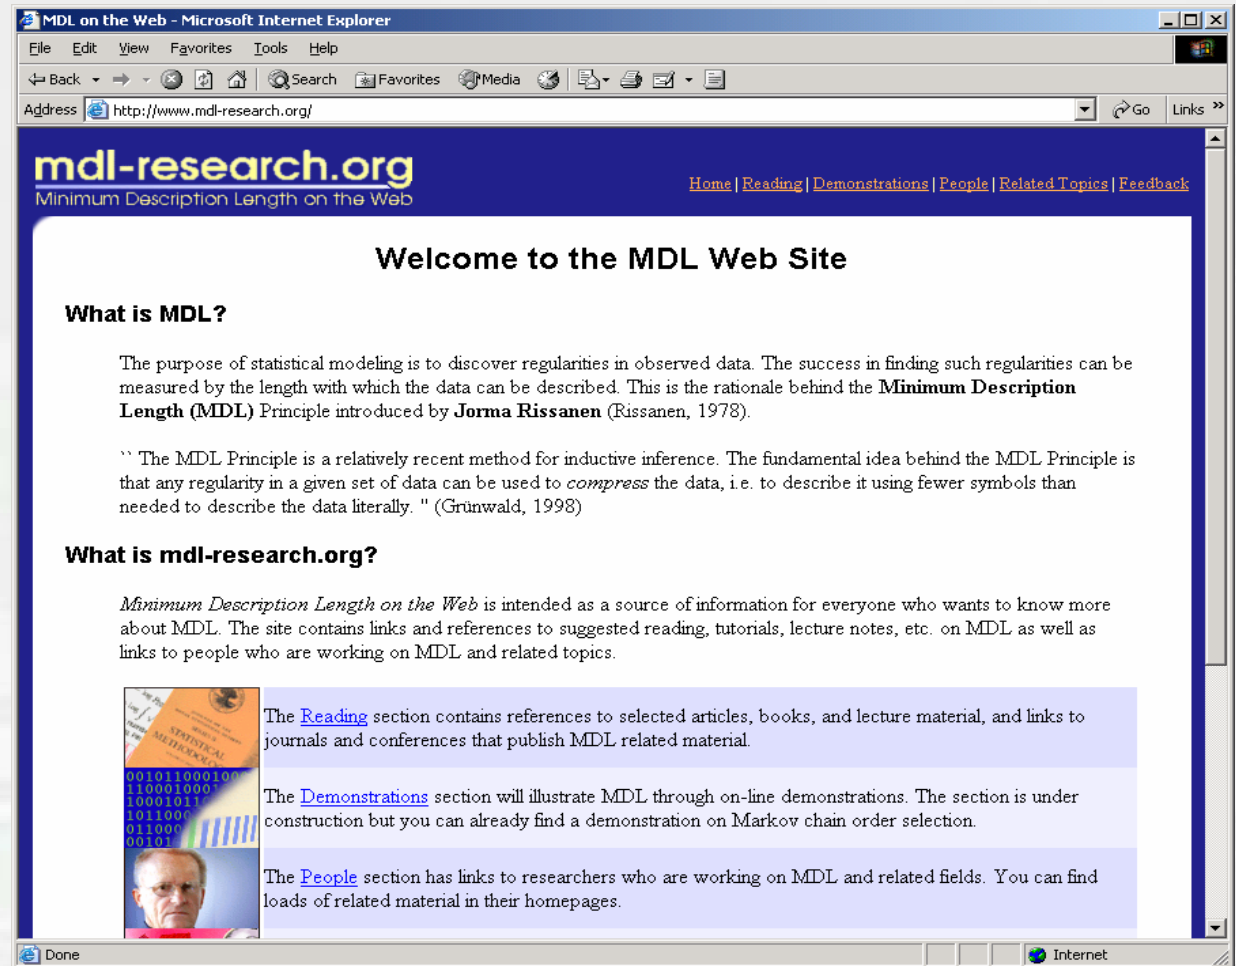 MDL on the Web - Microsoft Internet Explorer
File Edit View Favorites Tools Help
Back Search Favorites Media
Address http://www.mdl-research.org/ Go Links »
mdl-research.org
Minimum Description Length on the Web
Home | Reading | Demonstrations | People | Related Topics | Feedback
Welcome to the MDL Web Site
What is MDL?
The purpose of statistical modeling is to discover regularities in observed data. The success in finding such regularities can be
measured by the length with which the data can be described. This is the rationale behind the Minimum Description
Length (MDL) Principle introduced by Jorma Rissanen (Rissanen, 1978).
`` The MDL Principle is a relatively recent method for inductive inference. The fundamental idea behind the MDL Principle is
that any regularity in a given set of data can be used to compress the data, i.e. to describe it using fewer symbols than
needed to describe the data literally. " (Grünwald, 1998)
What is mdl-research.org?
Minimum Description Length on the Web is intended as a source of information for everyone who wants to know more
about MDL. The site contains links and references to suggested reading, tutorials, lecture notes, etc. on MDL as well as
links to people who are working on MDL and related topics.
STATISTICAL
The Reading section contains references to selected articles, books, and lecture material, and links to
journals and conferences that publish MDL related material.
The Demonstrations section will illustrate MDL through on-line demonstrations. The section is under
construction but you can already find a demonstration on Markov chain order selection.
The People section has links to researchers who are working on MDL and related fields. You can find
loads of related material in their homepages.
Done Internet